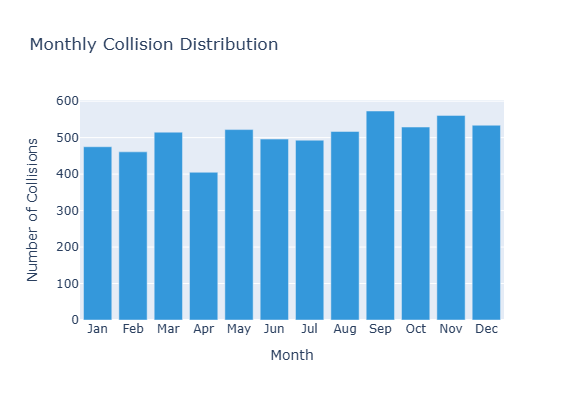 Monthly Collision Distribution
Number of Collisions
600
500
400
300
200
100
0
Jan Feb Mar Apr May Jun Jul Aug Sep Oct Nov Dec
Month